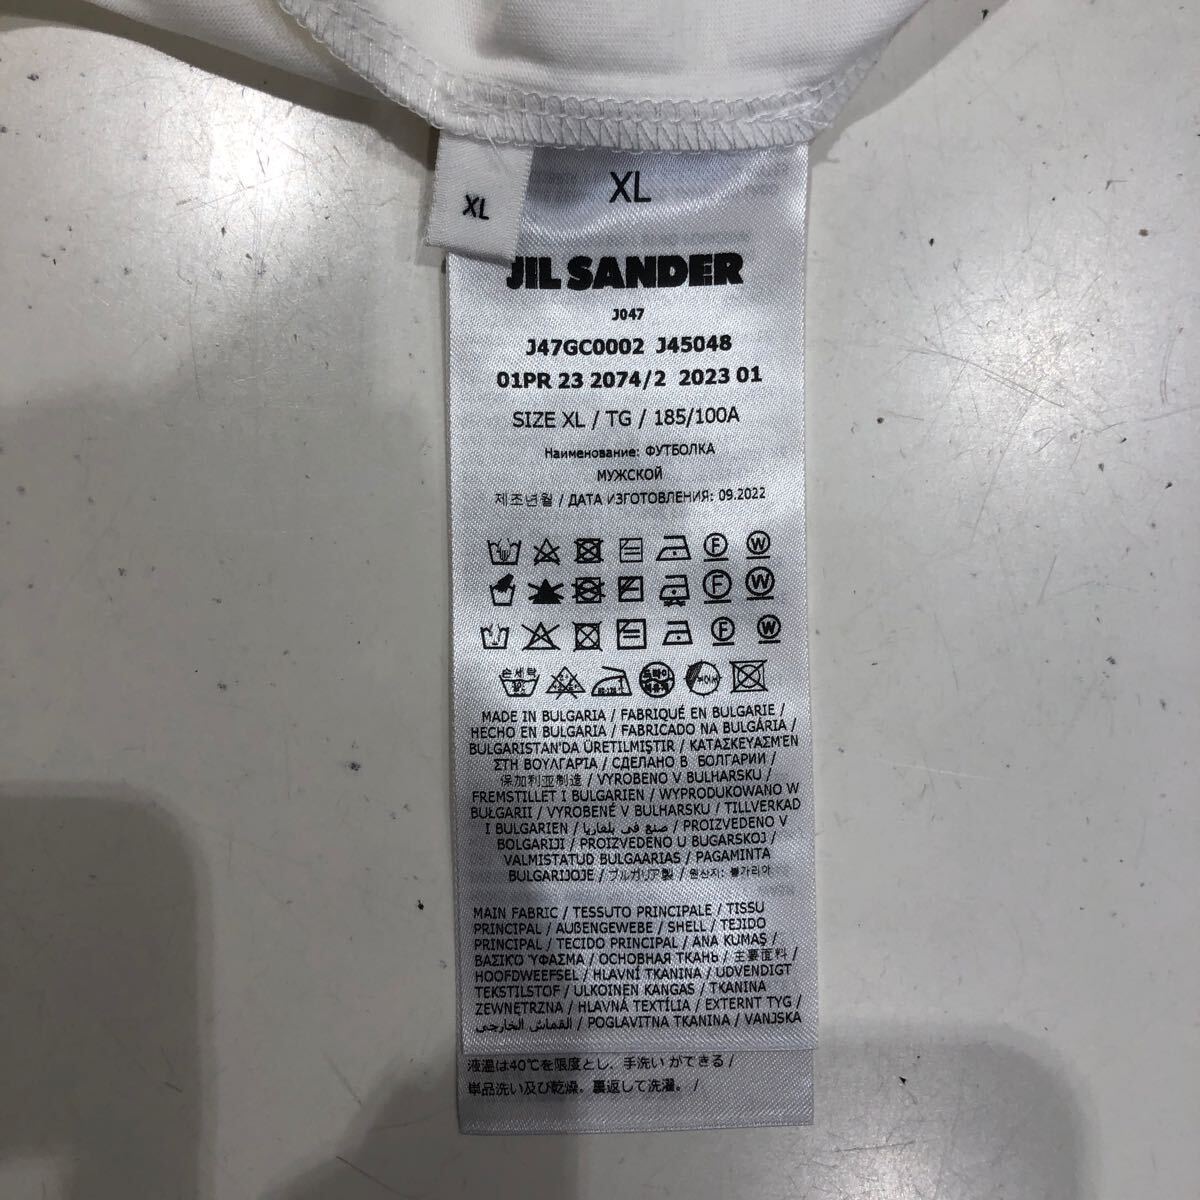 XL
XL
JIL SANDER
J047
J47GC0002 J45048
01PR 23 2074/2 2023 01
SIZE XL / TG / 185/100A
Наименование: ФУТБОЛКА
МУЖСКОЙ
제조년월 / ДАТА ИЗГОТОВЛЕНИЯ: 09.2022
F W
F W
F W
손세탁
MADE IN BULGARIA / FABRIQUÉ EN BULGARIE /
HECHO EN BULGARIA / FABRICADO NA BULGÁRIA /
BULGARISTAN'DA ÜRETILMIŞTIR / ΚΑΤΑΣΚΕΥΑΣΜ'ΕΝ
ΣΤΗ ΒΟΥΛΓΑΡΊΑ / СДЕЛАНО В БОЛГАРИИ /
保加利亚制造 / VYROBENO V BULHARSKU /
FREMSTILLET I BULGARIEN / WYPRODUKOWANO W
BUŁGARII / VYROBENÉ V BULHARSKU / TILLVERKAD
I BULGARIEN / صنع في بلغاريا / PROIZVEDENO V
BOLGARIJI / PROIZVEDENO U BUGARSKOJ /
VALMISTATUD BULGAARIAS / PAGAMINTA
BULGARIJOJE / ブルガリア製 / 원산지: 불가리아
MAIN FABRIC / TESSUTO PRINCIPALE / TISSU
PRINCIPAL / AUßENGEWEBE / SHELL / TEJIDO
PRINCIPAL / TECIDO PRINCIPAL / ANA KUMAŞ /
ΒΑΣΙΚΌ ΎΦΑΣΜΑ / ОСНОВНАЯ ТКАНЬ / 主要面料 /
HOOFDWEEFSEL / HLAVNÍ TKANINA / UDVENDIGT
TEKSTILSTOF / ULKOINEN KANGAS / TKANINA
ZEWNĘTRZNA / HLAVNÁ TEXTÍLIA / EXTERNT TYG /
القماش الخارجي / POGLAVITNA TKANINA / VANJSKA
液温は40℃を限度とし、手洗いができる /
単品洗い及び乾燥。裏返して洗濯。 /